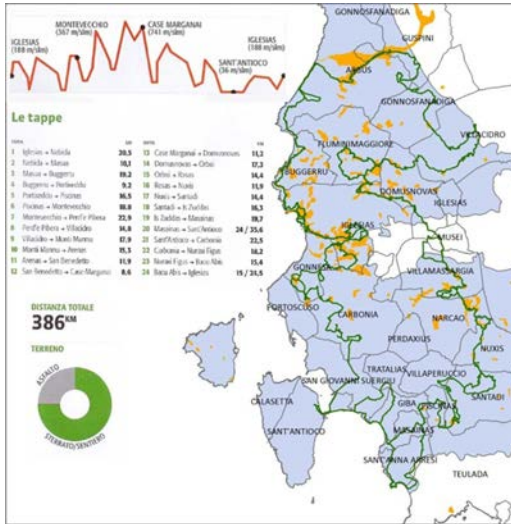 MONTEVECCHIO
(367 m/slm)
CASE MARGANAI
(741 m/slm)
IGLESIAS
(188 m/slm)
IGLESIAS
(188 m/slm)
SANT'ANTIOCO
(36 m/slm)
Le tappe
1 Iglesias → Nebida 20,5
2 Nebida → Masua 10,1
3 Masua → Buggerru 19,2
4 Buggerru → Portixeddu 9,2
5 Portixeddu → Piscinas 16,5
6 Piscinas → Montevecchio 18,8
7 Montevecchio → Perd'e Pibera 22,9
8 Perd'e Pibera → Villacidro 14,8
9 Villacidro → Monti Mannu 17,9
10 Monti Mannu → Arenas 15,3
11 Arenas → San Benedetto 11,9
12 San Benedetto → Case Marganai 8,6
13 Case Marganai → Domusnovas 11,2
14 Domusnovas → Orbai 17,2
15 Orbai → Rosas 14,4
16 Rosas → Nuxis 11,9
17 Nuxis → Santadi 14,4
18 Santadi → Is Zuddas 16,3
19 Is Zuddas → Masainas 19,7
20 Masainas → Sant'Antioco 24 / 35,6
21 Sant'Antioco → Carbonia 22,5
22 Carbonia → Nuraxi Figus 16,2
23 Nuraxi Figus → Bacu Abis 15,4
24 Bacu Abis → Iglesias 15 / 24,5
DISTANZA TOTALE
386KM
TERRENO
ASFALTO
STERRATO/SENTIERO
GONNOSFANADIGA
GUSPINI
ARBUS
GONNOSFANADIGA
VILLACIDRO
FLUMINIMAGGIORE
BUGGERRU
DOMUSNOVAS
IGLESIAS
IGLESIAS
MUSEI
GONNESA
VILLAMASSARGIA
PORTOSCUSO
CARBONIA
NARCAO
PERDAXIUS
NUXIS
TRATALIAS
VILLAPERUCCIO
SAN GIOVANNI SUERGIU
SANTADI
CALASETTA
GIBA
PISCINAS
SANT'ANTIOCO
MASAINAS
SANT'ANNA ARRESI
TEULADA